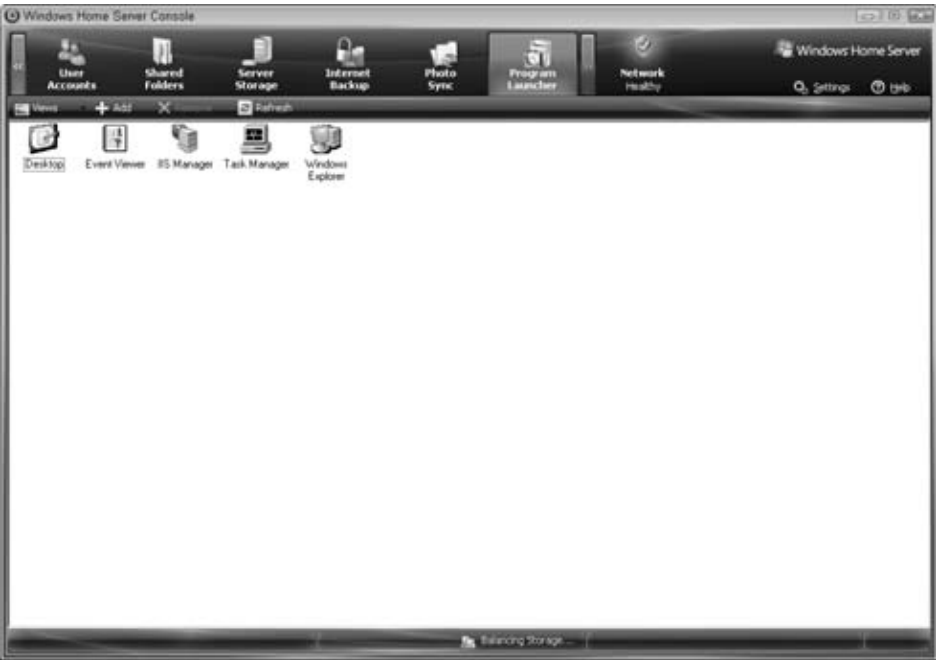 Windows Home Server Console
Windows Home Server
User
Accounts
Shared
Folders
Server
Storage
Internet
Backup
Photo
Sync
Program
Launcher
Network
Healthy
Settings
Help
Views
Add
Remove
Refresh
Desktop
Event Viewer
IIS Manager
Task Manager
Windows
Explorer
Balancing Storage...